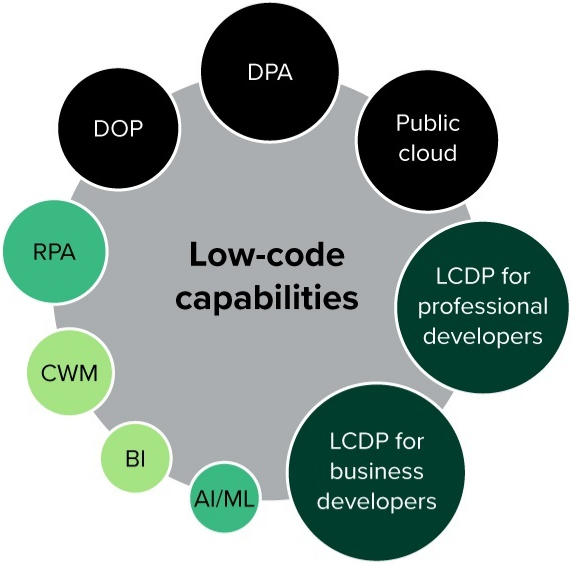 DPA
DOP
Public
cloud
RPA
Low-code
capabilities
LCDP for
professional
developers
CWM
BI
AI/ML
LCDP for
business
developers